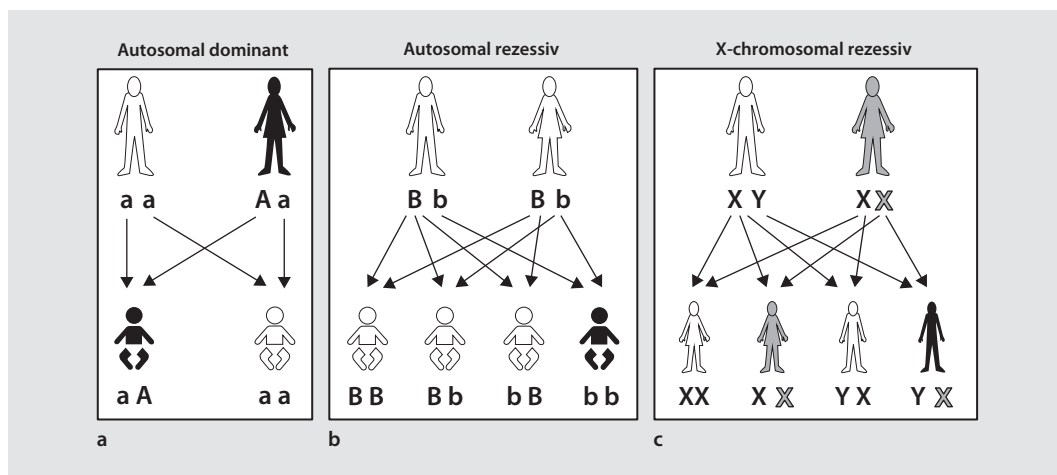 Autosomal dominant
Autosomal rezessiv
X-chromosomal rezessiv
a a
A a
B b
B b
X Y
X X
a A
a a
B B
B b
b B
b b
XX
X X
Y X
Y X
a
b
c